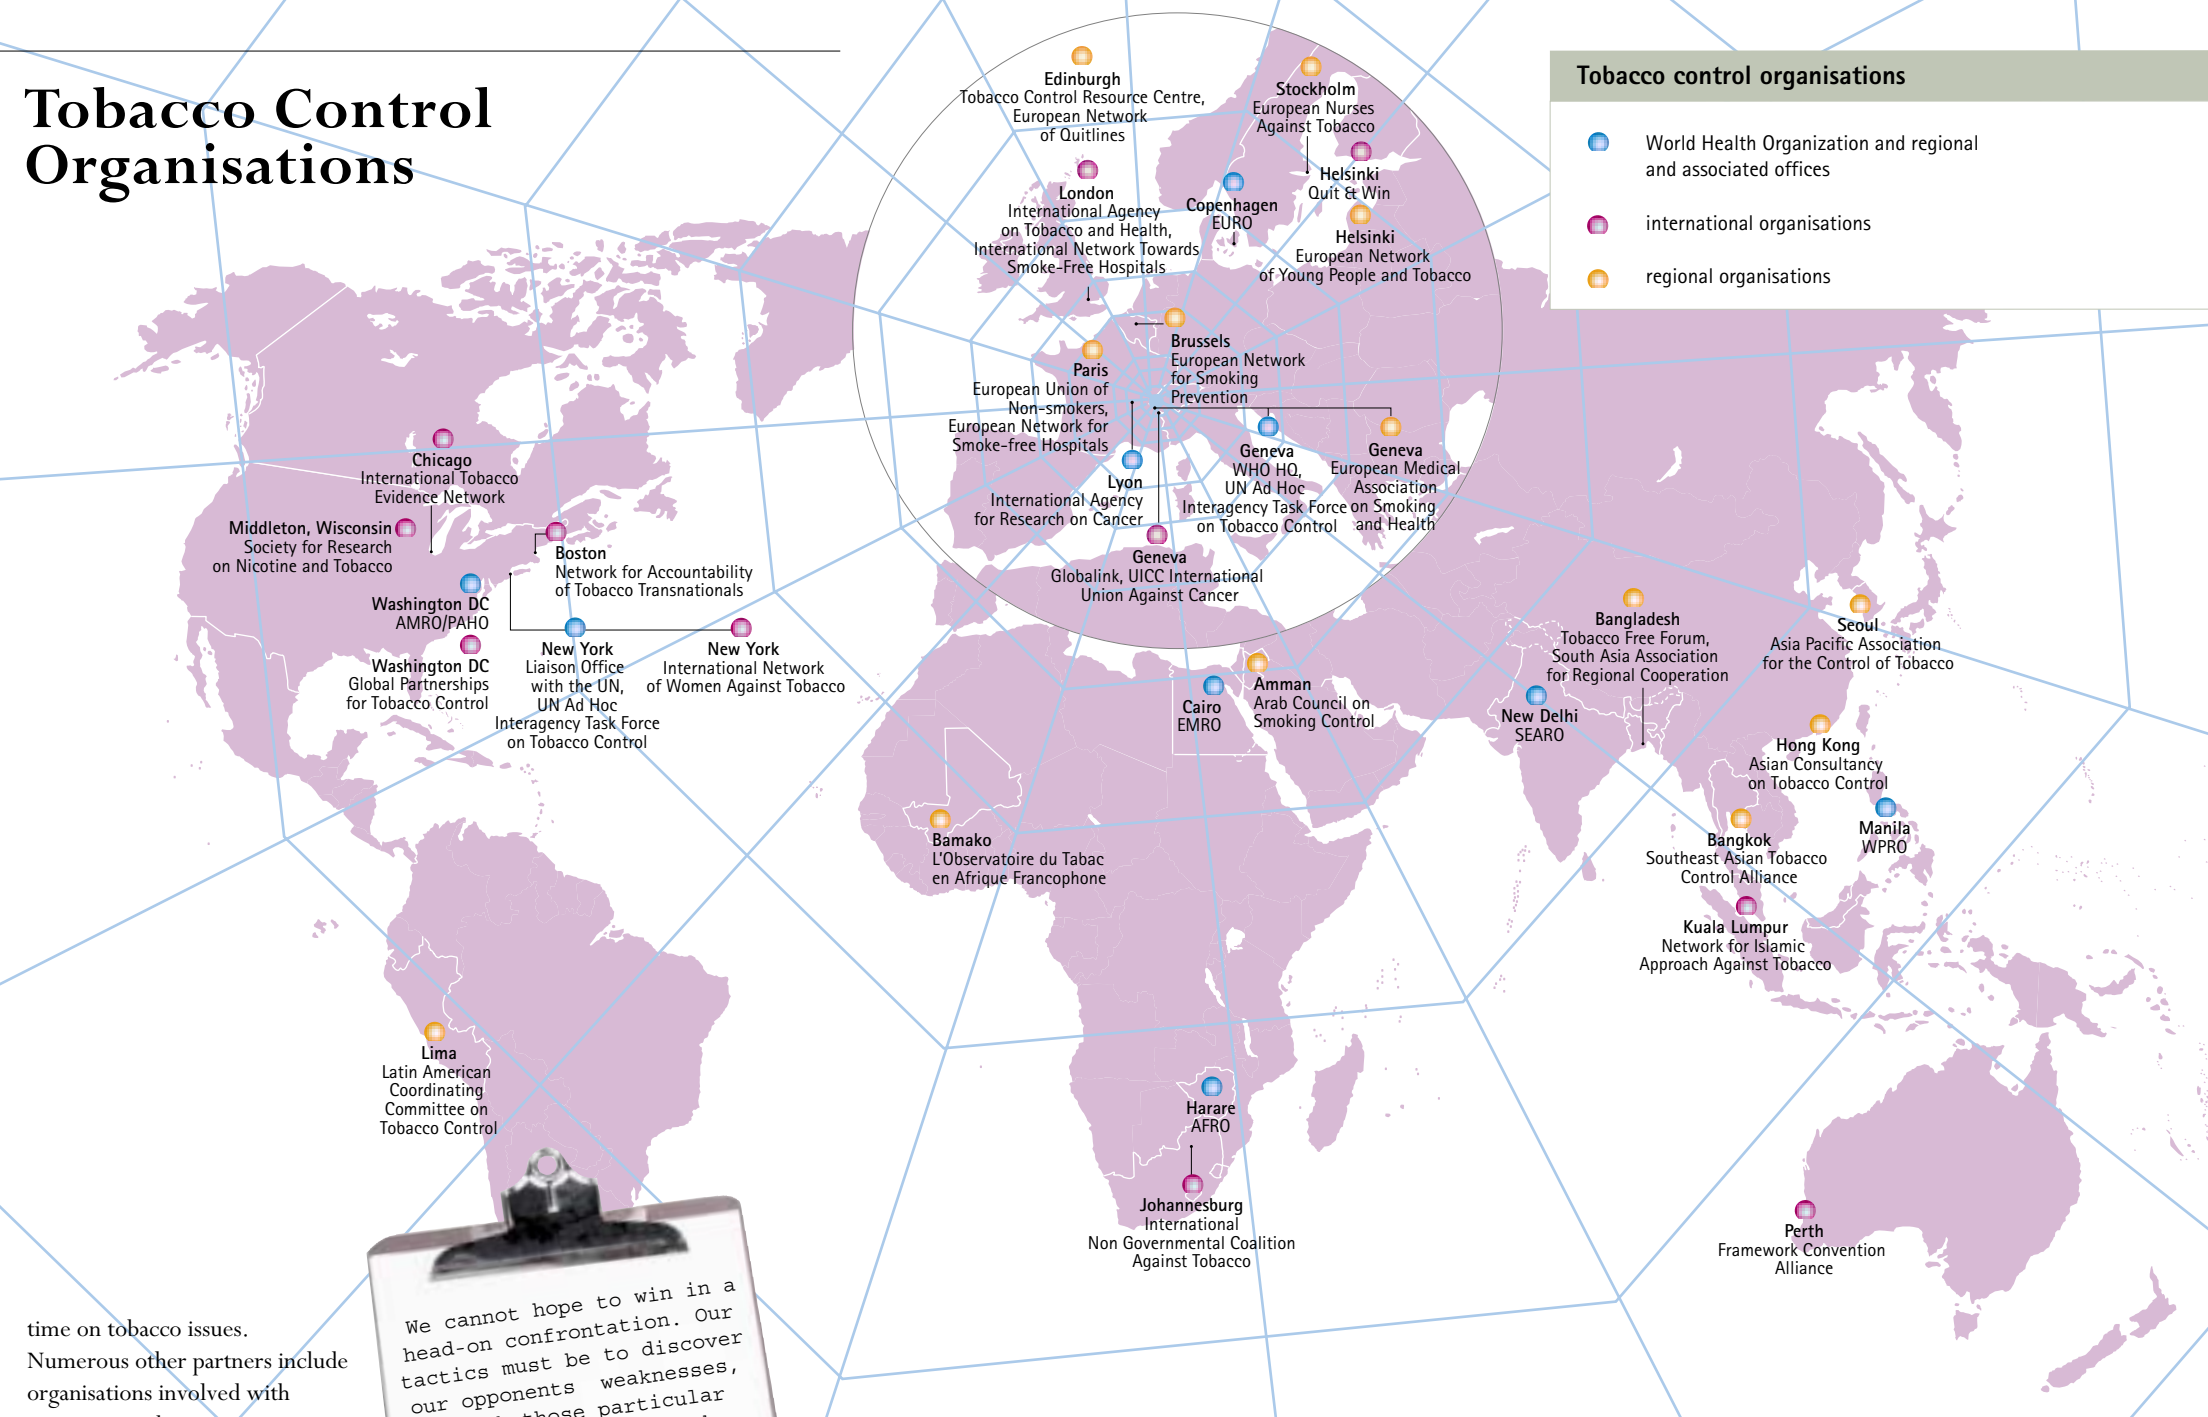 Tobacco Control
Organisations
Tobacco control organisations
World Health Organization and regional
and associated offices
international organisations
regional organisations
Edinburgh
Tobacco Control Resource Centre,
European Network
of Quitlines
Stockholm
European Nurses
Against Tobacco
London
International Agency
on Tobacco and Health,
International Network Towards
Smoke-Free Hospitals
Copenhagen
EURO
Helsinki
Quit & Win
Helsinki
European Network
of Young People and Tobacco
Brussels
European Network
for Smoking
Prevention
Paris
European Union of
Non-smokers,
European Network for
Smoke-free Hospitals
Lyon
International Agency
for Research on Cancer
Geneva
WHO HQ,
UN Ad Hoc
Interagency Task Force
on Tobacco Control
Geneva
European Medical
Association
on Smoking
and Health
Geneva
Globalink, UICC International
Union Against Cancer
Chicago
International Tobacco
Evidence Network
Middleton, Wisconsin
Society for Research
on Nicotine and Tobacco
Boston
Network for Accountability
of Tobacco Transnationals
Washington DC
AMRO/PAHO
Washington DC
Global Partnerships
for Tobacco Control
New York
Liaison Office
with the UN,
UN Ad Hoc
Interagency Task Force
on Tobacco Control
New York
International Network
of Women Against Tobacco
Bangladesh
Tobacco Free Forum,
South Asia Association
for Regional Cooperation
Seoul
Asia Pacific Association
for the Control of Tobacco
Cairo
EMRO
Amman
Arab Council on
Smoking Control
New Delhi
SEARO
Hong Kong
Asian Consultancy
on Tobacco Control
Manila
WPRO
Bamako
L'Observatoire du Tabac
en Afrique Francophone
Bangkok
Southeast Asian Tobacco
Control Alliance
Kuala Lumpur
Network for Islamic
Approach Against Tobacco
Lima
Latin American
Coordinating
Committee on
Tobacco Control
Harare
AFRO
Johannesburg
International
Non Governmental Coalition
Against Tobacco
Perth
Framework Convention
Alliance
time on tobacco issues.
Numerous other partners include
organisations involved with
We cannot hope to win in a
head-on confrontation. Our
tactics must be to discover
our opponents weaknesses,
those particular